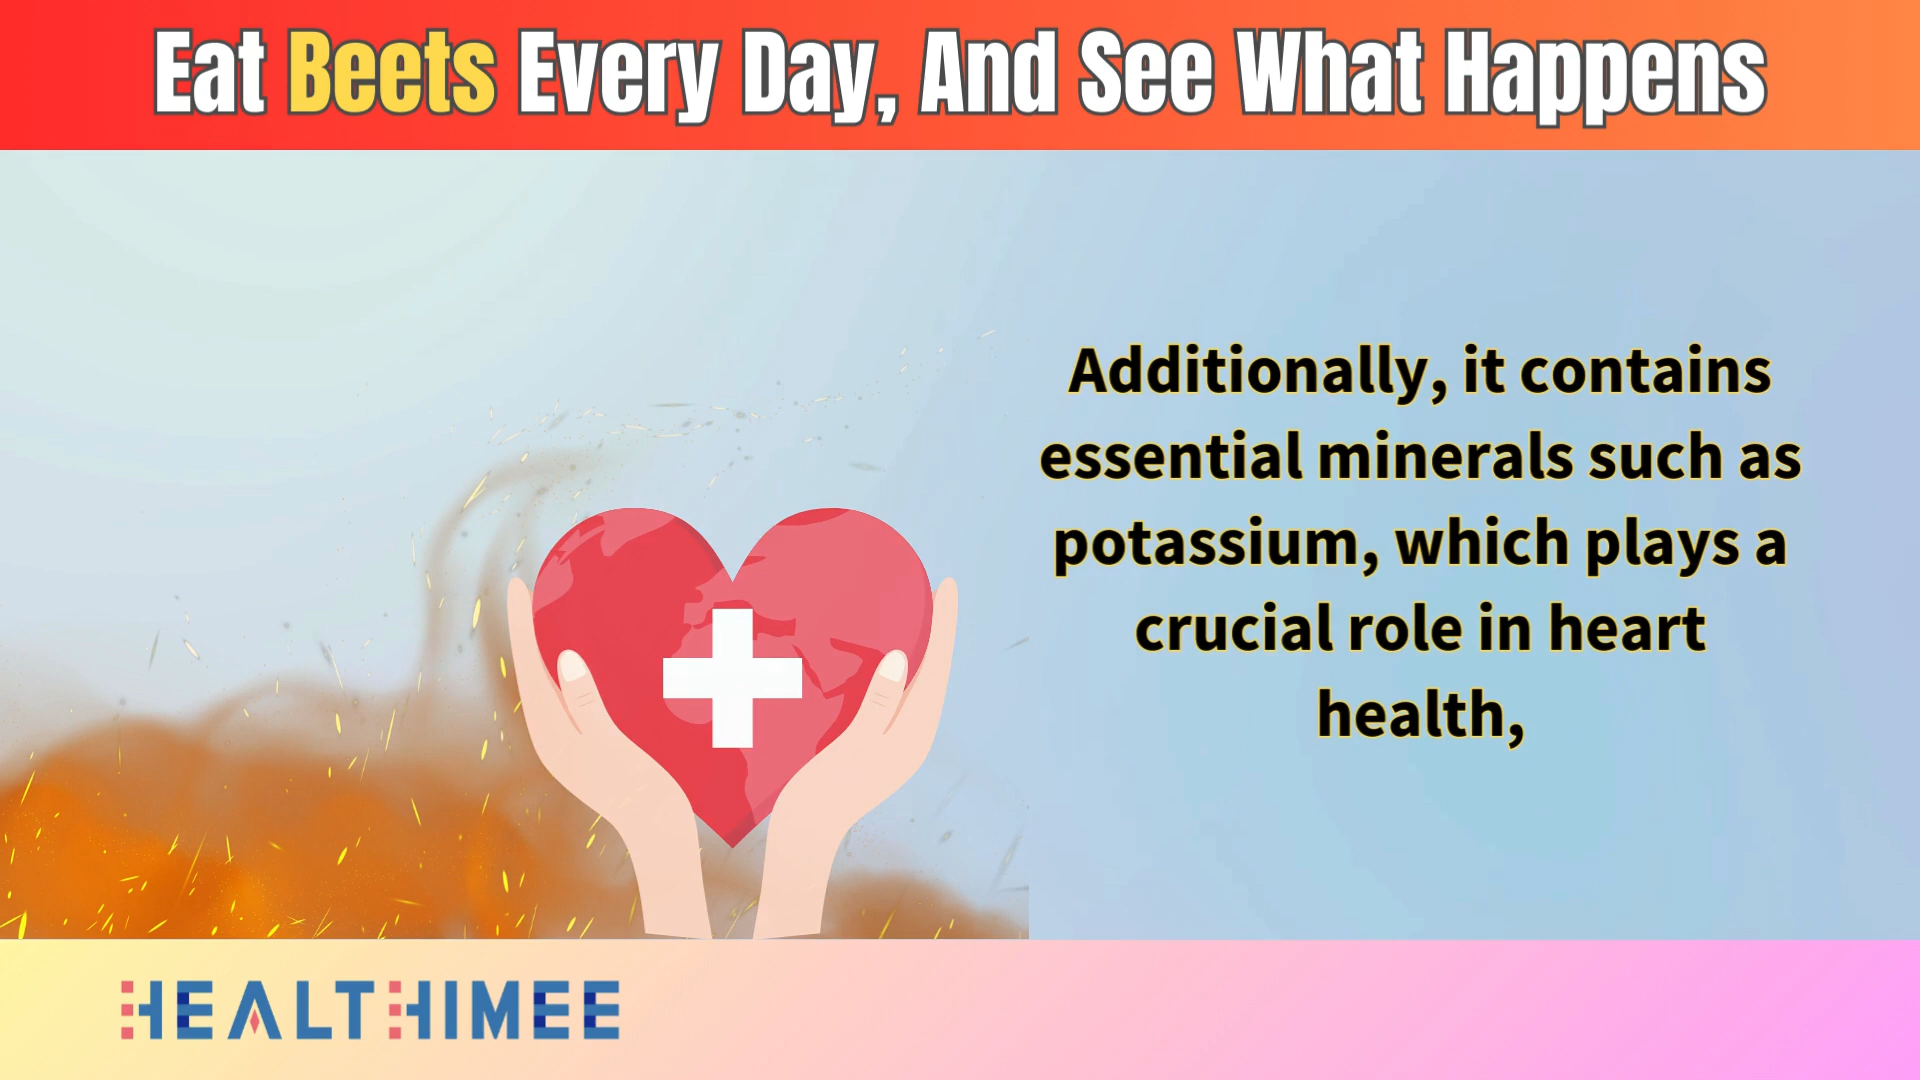 Eat Beets Every Day, And See What Happens
Additionally, it contains
essential minerals such as
potassium, which plays a
crucial role in heart
health,
HEALTHIMEE